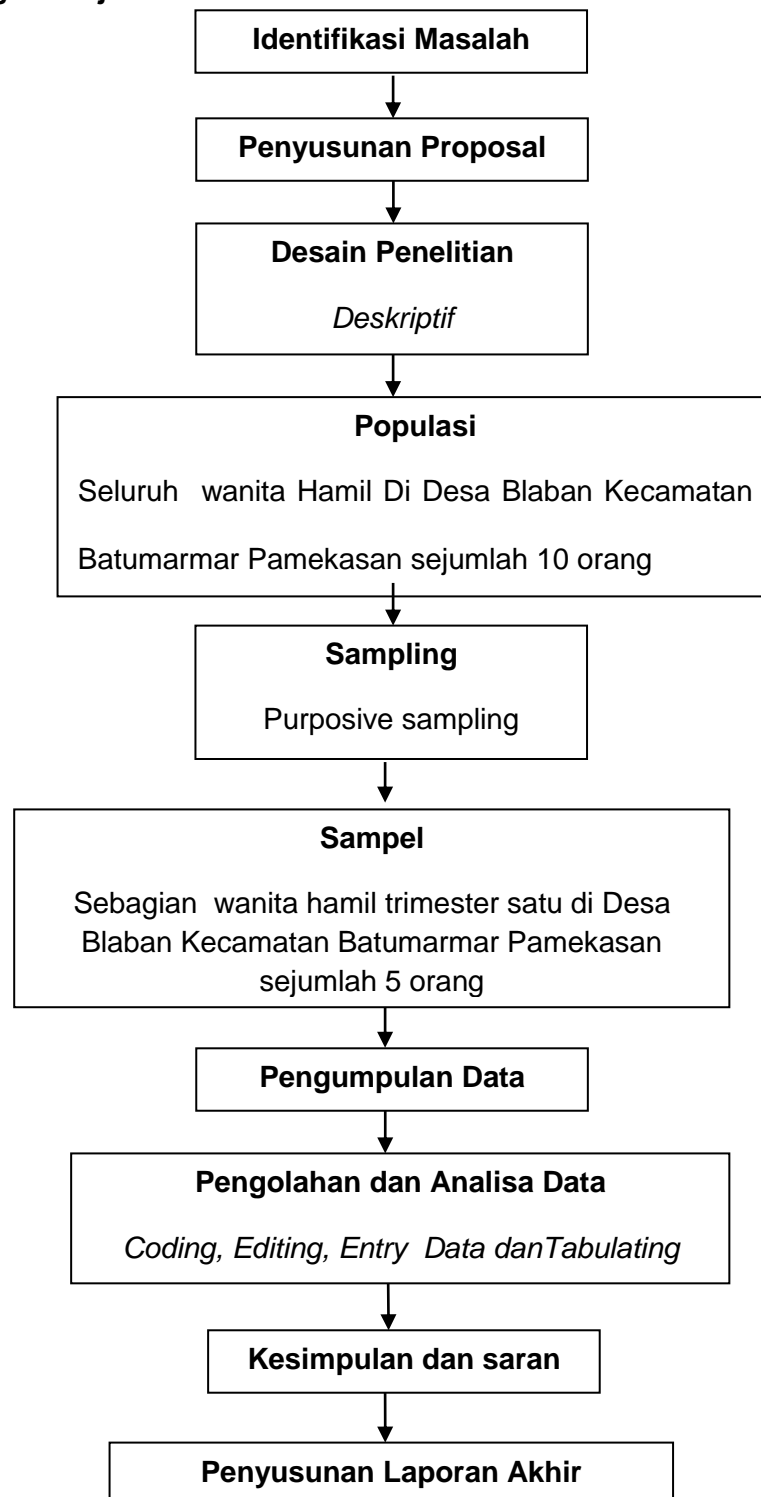 Identifikasi Masalah
Penyusunan Proposal
Desain Penelitian
Deskriptif
Populasi
Seluruh wanita Hamil Di Desa Blaban Kecamatan
Batumarmar Pamekasan sejumlah 10 orang
Sampling
Purposive sampling
Sampel
Sebagian wanita hamil trimester satu di Desa
Blaban Kecamatan Batumarmar Pamekasan
sejumlah 5 orang
Pengumpulan Data
Pengolahan dan Analisa Data
Coding, Editing, Entry Data danTabulating
Kesimpulan dan saran
Penyusunan Laporan Akhir